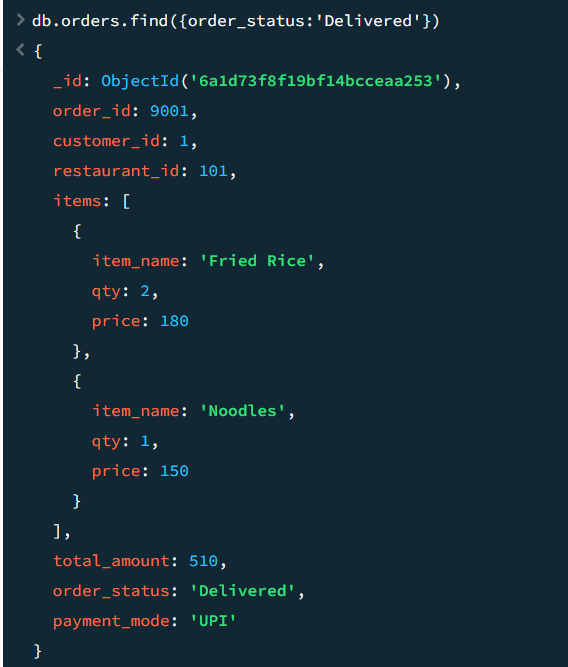 > db.orders.find({order_status:'Delivered'})
< {
_id: ObjectId('6a1d73f8f19bf14bcceaa253'),
order_id: 9001,
customer_id: 1,
restaurant_id: 101,
items: [
{
item_name: 'Fried Rice',
qty: 2,
price: 180
},
{
item_name: 'Noodles',
qty: 1,
price: 150
}
],
total_amount: 510,
order_status: 'Delivered',
payment_mode: 'UPI'
}